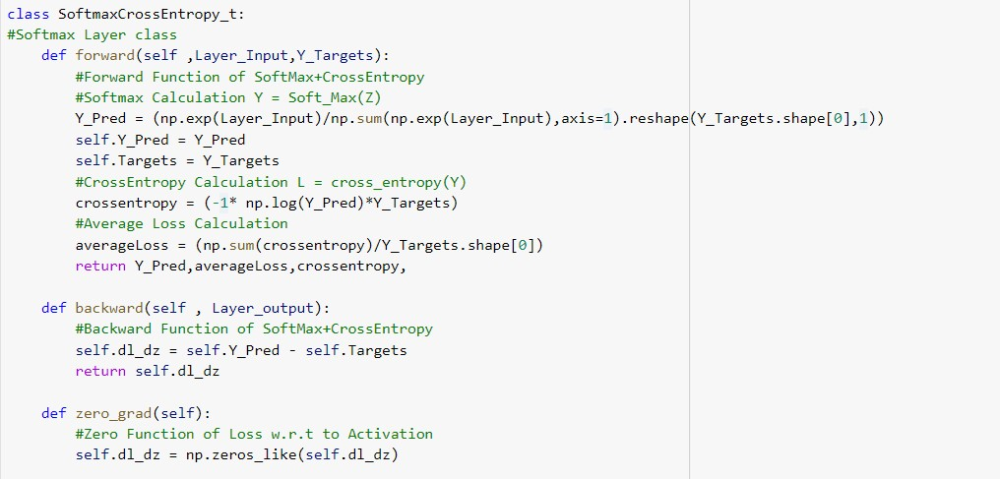 class SoftmaxCrossEntropy_t:
#Softmax Layer class
    def forward(self ,Layer_Input,Y_Targets):
        #Forward Function of SoftMax+CrossEntropy
        #Softmax Calculation Y = Soft_Max(Z)
        Y_Pred = (np.exp(Layer_Input)/np.sum(np.exp(Layer_Input),axis=1).reshape(Y_Targets.shape[0],1))
        self.Y_Pred = Y_Pred
        self.Targets = Y_Targets
        #CrossEntropy Calculation L = cross_entropy(Y)
        crossentropy = (-1* np.log(Y_Pred)*Y_Targets)
        #Average Loss Calculation
        averageLoss = (np.sum(crossentropy)/Y_Targets.shape[0])
        return Y_Pred,averageLoss,crossentropy,

    def backward(self , Layer_output):
        #Backward Function of SoftMax+CrossEntropy
        self.dl_dz = self.Y_Pred - self.Targets
        return self.dl_dz

    def zero_grad(self):
        #Zero Function of Loss w.r.t to Activation
        self.dl_dz = np.zeros_like(self.dl_dz)